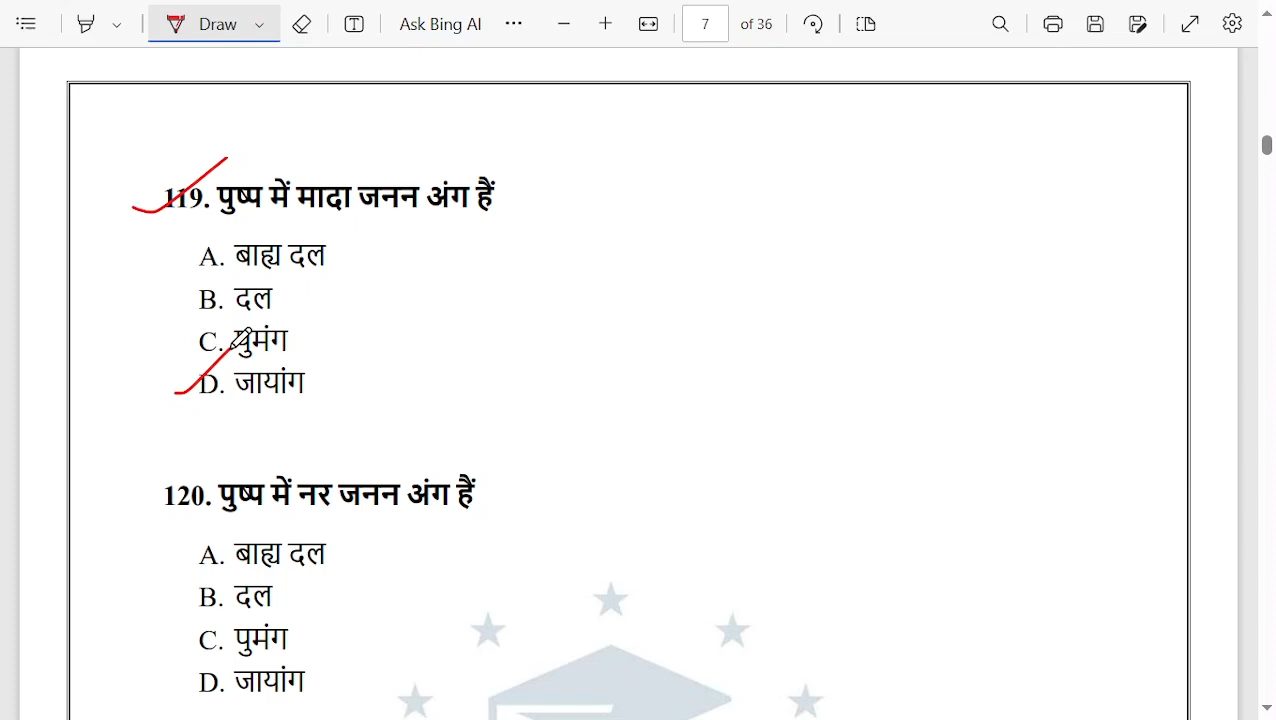 Draw
Ask Bing AI
7 of 36
119. पुष्प में मादा जनन अंग हैं
A. बाह्य दल
B. दल
C. पुमंग
D. जायांग
120. पुष्प में नर जनन अंग हैं
A. बाह्य दल
B. दल
C. पुमंग
D. जायांग